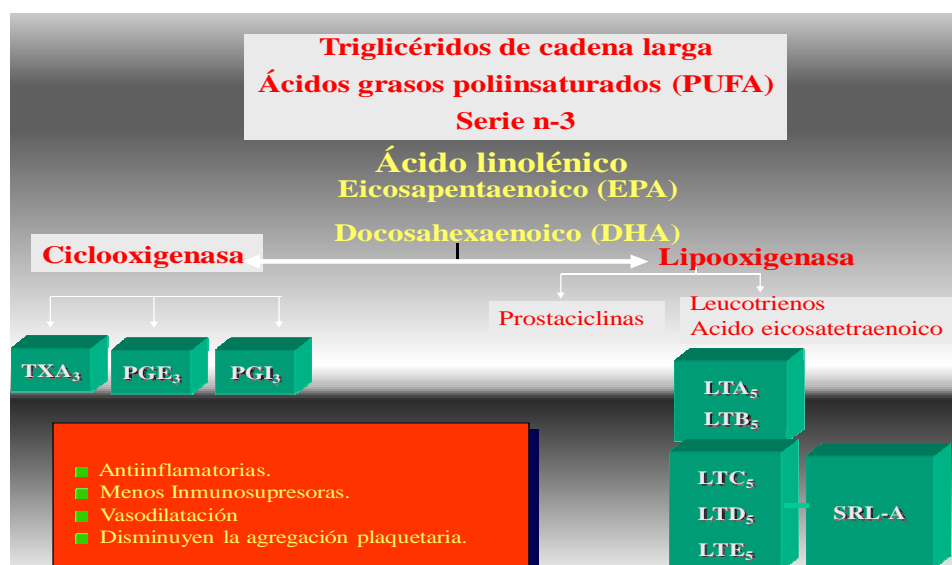 Triglicéridos de cadena larga
Ácidos grasos poliinsaturados (PUFA)
Serie n-3
Ácido linolénico
Eicosapentaenoico (EPA)
Docosahexaenoico (DHA)
Ciclooxigenasa
Lipooxigenasa
Prostaciclinas
Leucotrienos
Acido eicosatetraenoico
TXA₃
PGE₃
PGI₃
LTA₅
LTB₅
LTC₅
LTD₅
LTE₅
SRL-A
Antiinflamatorias.
Menos Inmunosupresoras.
Vasodilatación
Disminuyen la agregación plaquetaria.